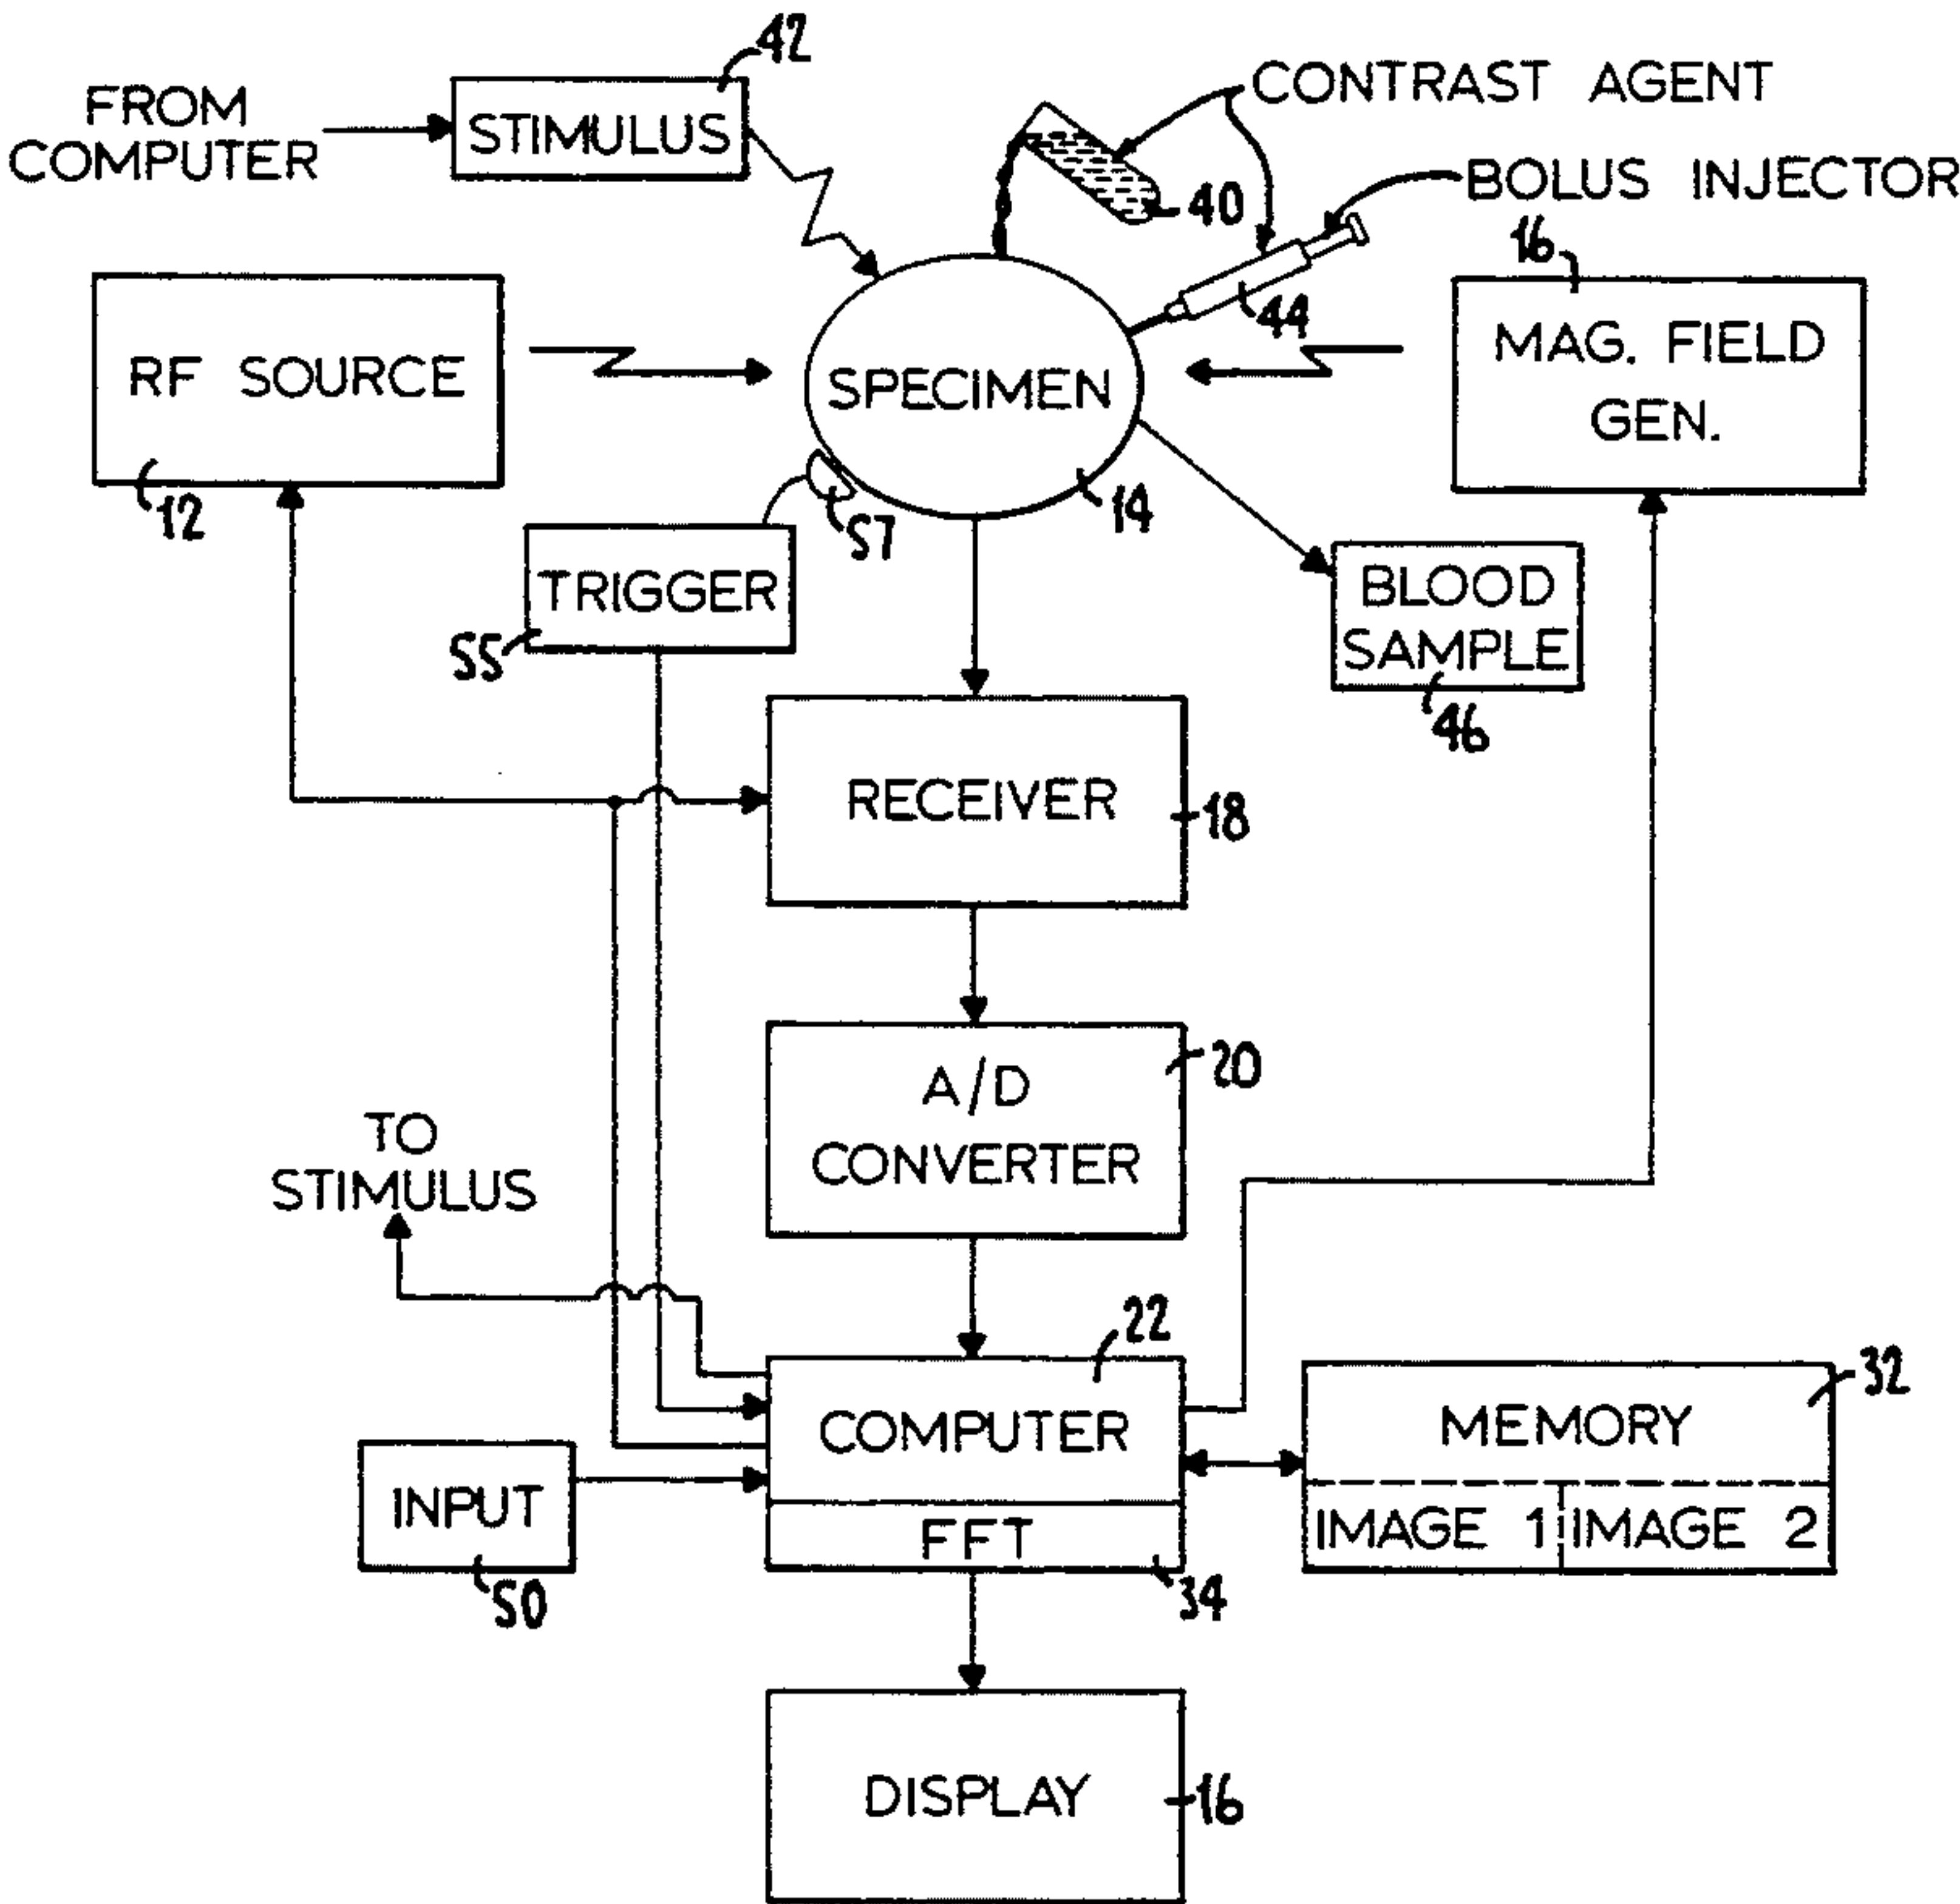 42
FROM
COMPUTER
STIMULUS
CONTRAST AGENT
40
BOLUS INJECTOR
44
16
RF SOURCE
12
SPECIMEN
14
MAG. FIELD
GEN.
57
TRIGGER
55
BLOOD
SAMPLE
46
RECEIVER
18
A/D
CONVERTER
20
TO
STIMULUS
22
COMPUTER
FFT
34
32
MEMORY
IMAGE 1
IMAGE 2
INPUT
50
DISPLAY
16